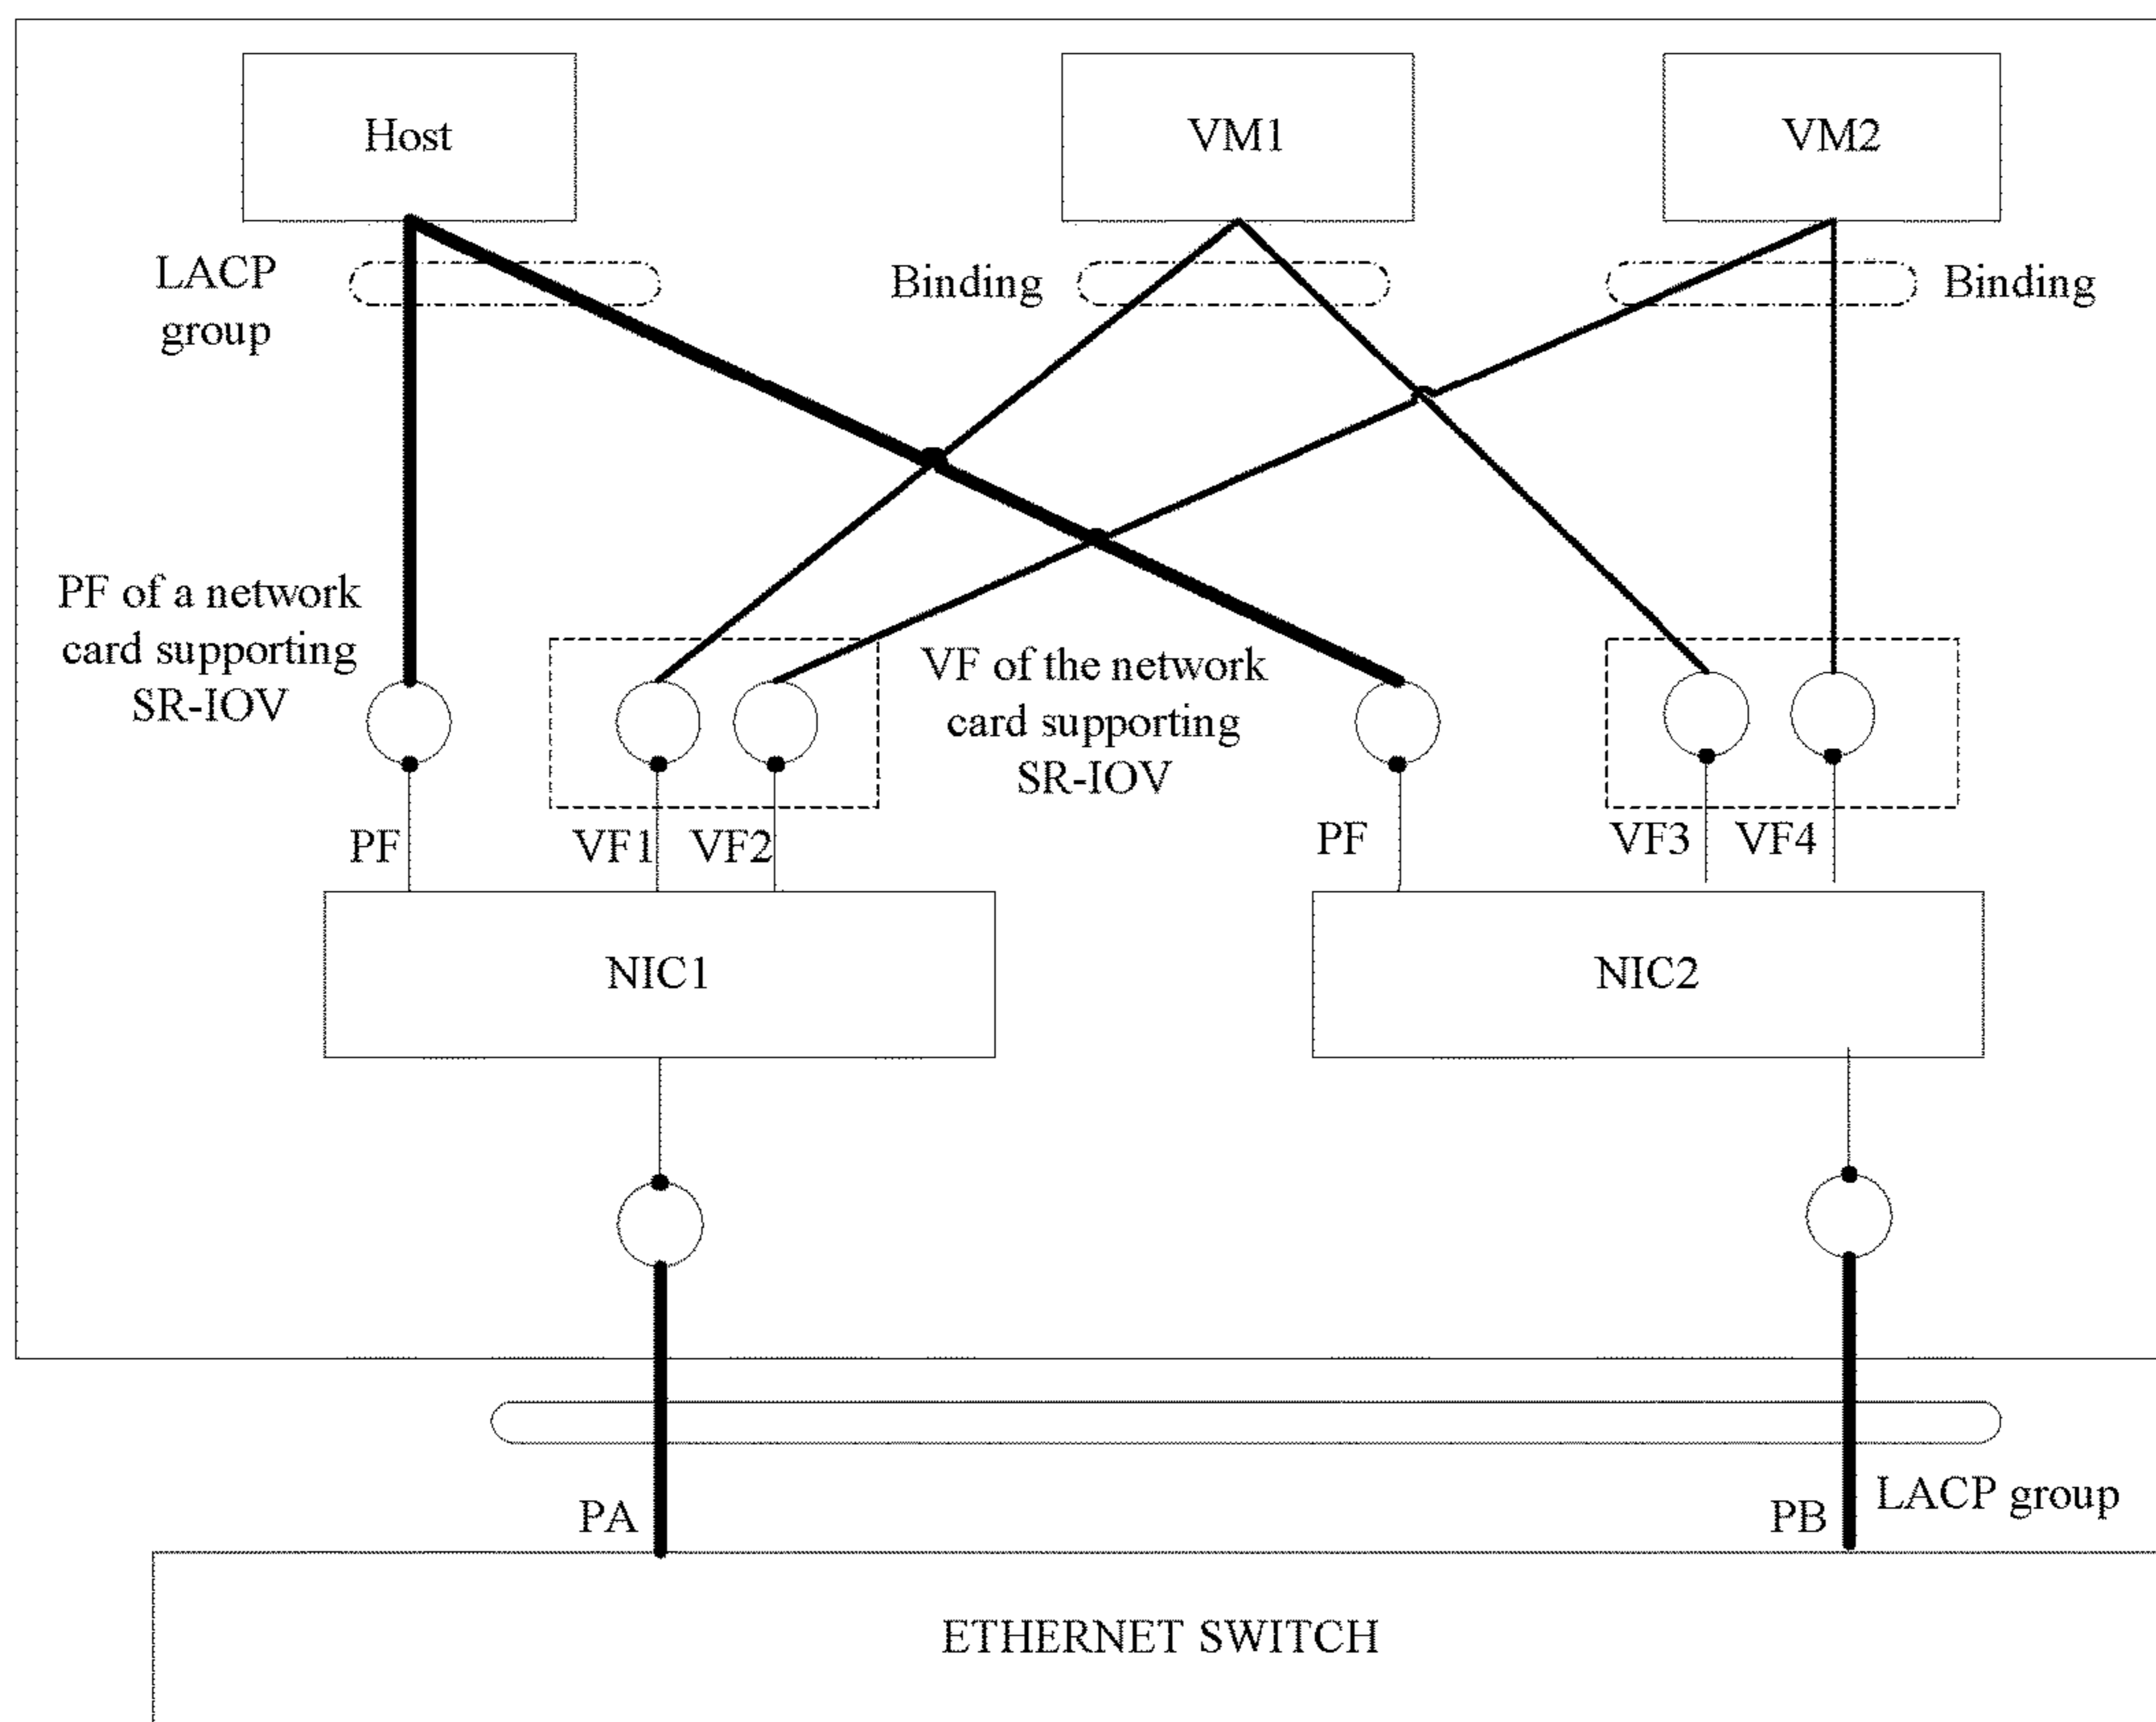 Host
VM1
VM2
LACP
group
Binding
Binding
PF of a network
card supporting
SR-IOV
VF of the network
card supporting
SR-IOV
PF
VF1
VF2
PF
VF3
VF4
NIC1
NIC2
PA
PB
LACP group
ETHERNET SWITCH